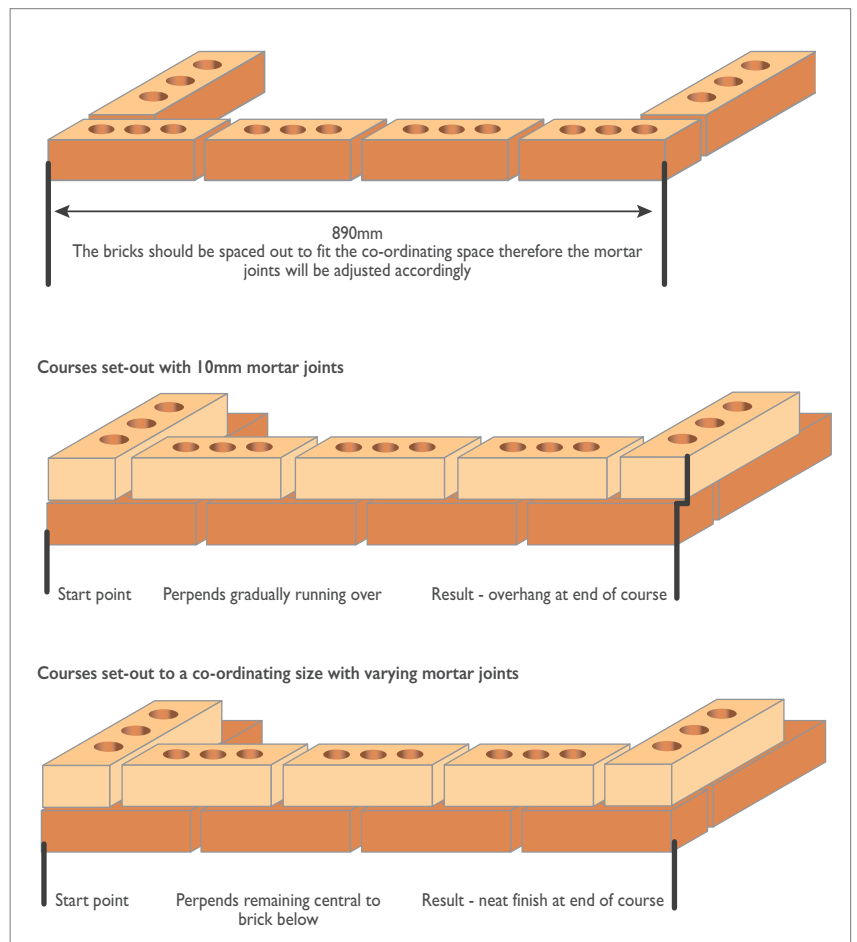 890mm
The bricks should be spaced out to fit the co-ordinating space therefore the mortar
joints will be adjusted accordingly
Courses set-out with 10mm mortar joints
Start point
Perpends gradually running over
Result - overhang at end of course
Courses set-out to a co-ordinating size with varying mortar joints
Start point
Perpends remaining central to
brick below
Result - neat finish at end of course